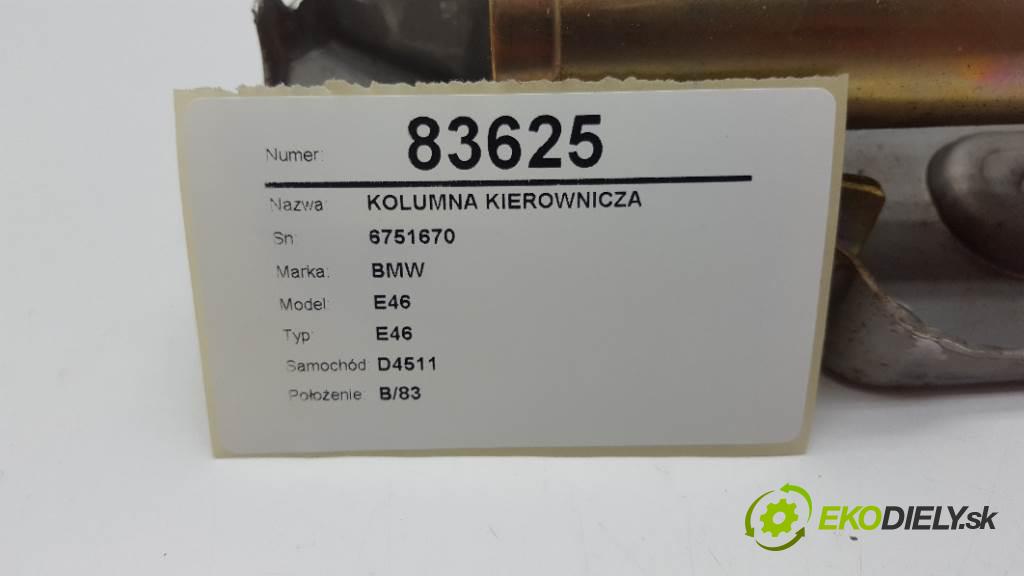 Numer: 83625
Nazwa: KOLUMNA KIEROWNICZA
Sn: 6751670
Marka: BMW
Model: E46
Typ: E46
Samochód: D4511
Położenie: B/83
EKODIELY.sk